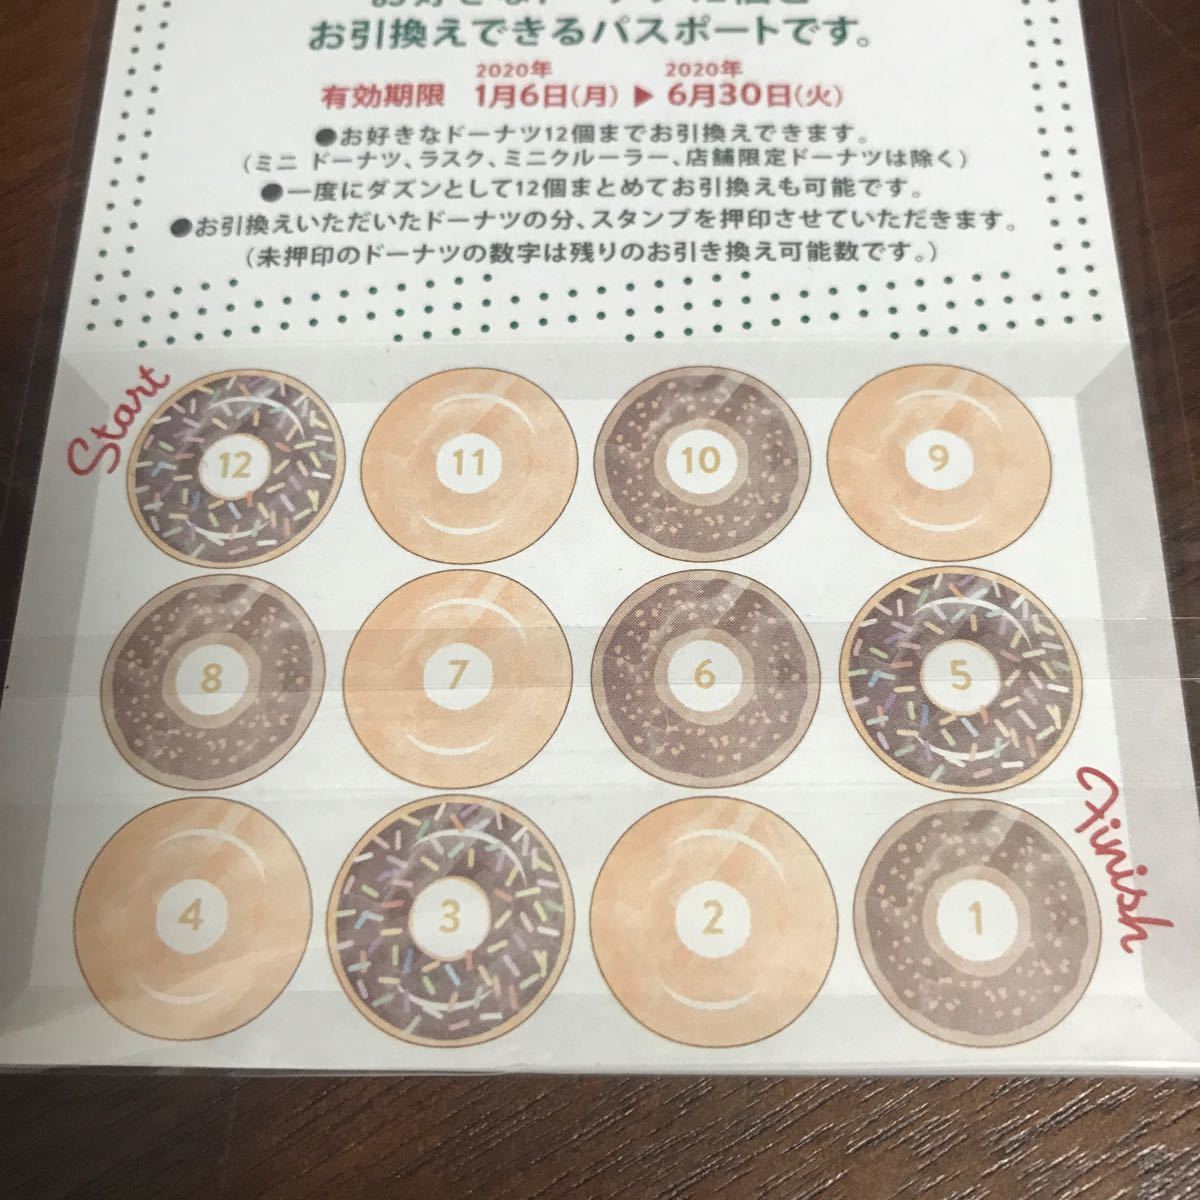 お引換えできるパスポートです。
2020年 2020年
有効期限 1月6日(月) ▶ 6月30日(火)
●お好きなドーナツ12個までお引換えできます。
(ミニ ドーナツ、ラスク、ミニクルーラー、店舗限定ドーナツは除く)
●一度にダズンとして12個まとめてお引換えも可能です。
●お引換えいただいたドーナツの分、スタンプを押印させていただきます。
(未押印のドーナツの数字は残りのお引き換え可能数です。)
Start
12 11 10 9
8 7 6 5
4 3 2 1
Finish